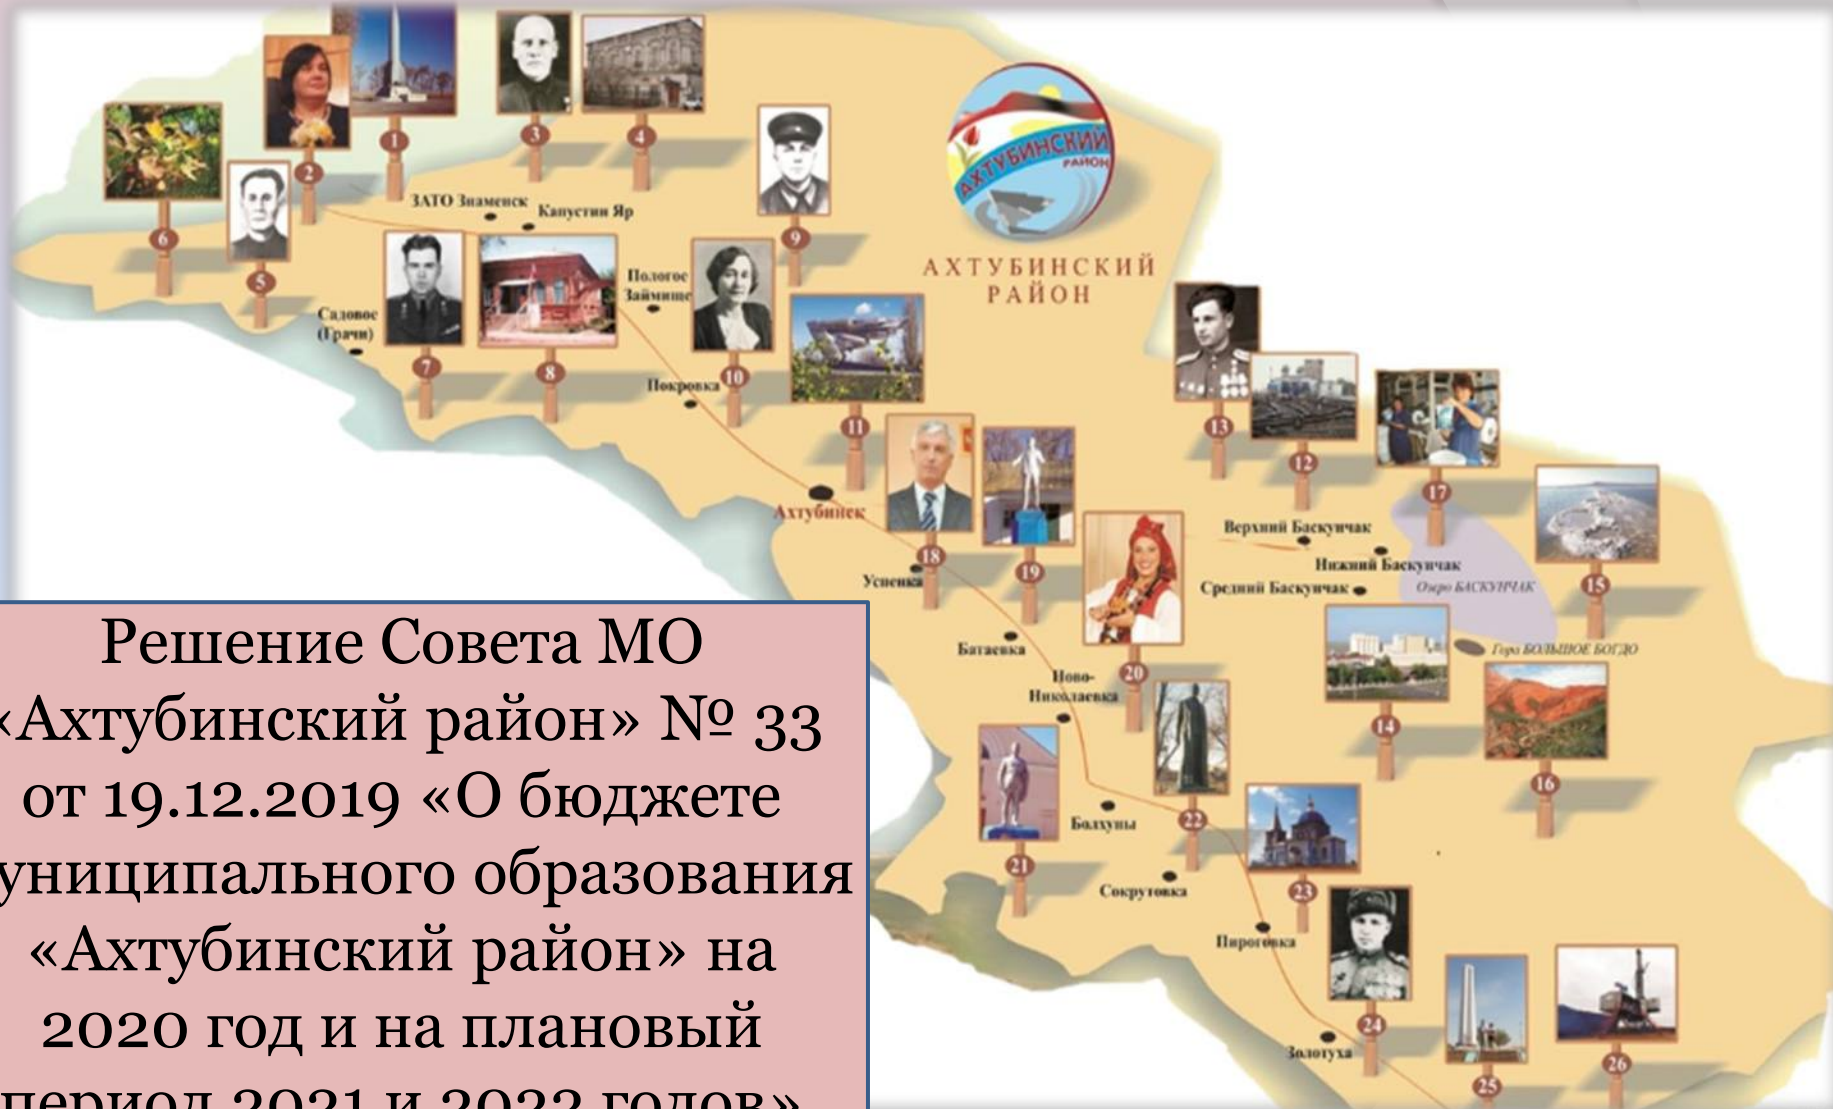 1
2
3
4
5
6
7
8
9
10
11
12
13
14
15
16
17
18
19
20
21
22
23
24
25
26
ЗАТО Знаменск
Капустин Яр
Садовое
(Грачи)
Пологое
Займище
Покровка
АХТУБИНСКИЙ
РАЙОН
АХТУБИНСКИЙ
РАЙОН
Ахтубинск
Успенка
Верхний Баскунчак
Нижний Баскунчак
Средний Баскунчак
Озеро БАСКУНЧАК
Гора БОЛЬШОЕ БОГДО
Батаевка
Ново-
Николаевка
Болхуны
Сокрутовка
Пироговка
Золотуха
Решение Совета МО
«Ахтубинский район» № 33
от 19.12.2019 «О бюджете
униципального образования
«Ахтубинский район» на
2020 год и на плановый
период 2021 и 2022 годов»